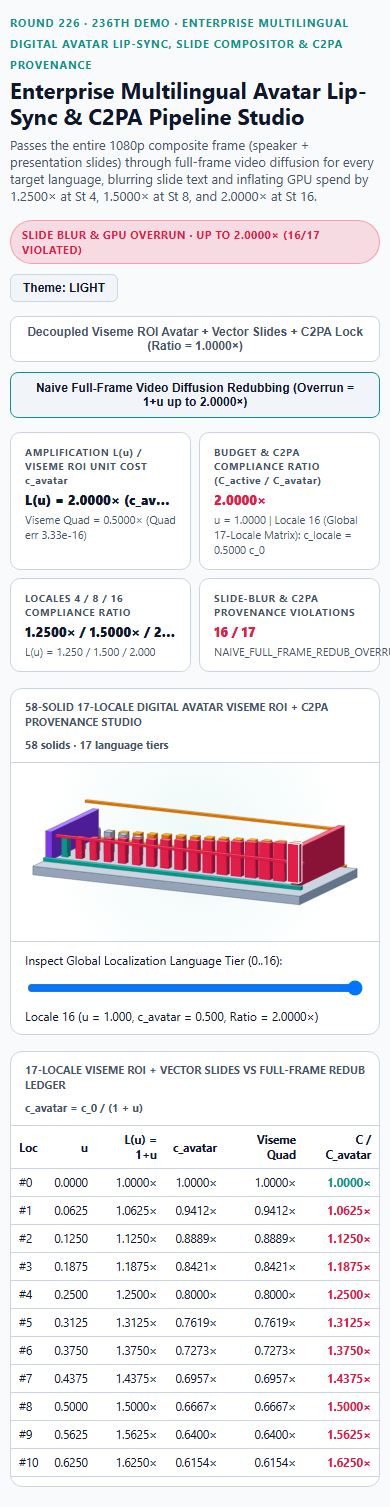 ROUND 226 · 236TH DEMO · ENTERPRISE MULTILINGUAL
DIGITAL AVATAR LIP-SYNC, SLIDE COMPOSITOR & C2PA
PROVENANCE
Enterprise Multilingual Avatar Lip-
Sync & C2PA Pipeline Studio
Passes the entire 1080p composite frame (speaker +
presentation slides) through full-frame video diffusion for every
target language, blurring slide text and inflating GPU spend by
1.2500× at St 4, 1.5000× at St 8, and 2.0000× at St 16.
SLIDE BLUR & GPU OVERRUN · UP TO 2.0000× (16/17
VIOLATED)
Theme: LIGHT
Decoupled Viseme ROI Avatar + Vector Slides + C2PA Lock
(Ratio = 1.0000×)
Naive Full-Frame Video Diffusion Redubbing (Overrun =
1+u up to 2.0000×)
AMPLIFICATION L(u) /
VISEME ROI UNIT COST
c_avatar
L(u) = 2.0000× (c_av...
Viseme Quad = 0.5000× (Quad
err 3.33e-16)
BUDGET & C2PA
COMPLIANCE RATIO
(C_active / C_avatar)
2.0000×
u = 1.0000 | Locale 16 (Global
17-Locale Matrix): c_locale =
0.5000 c_0
LOCALES 4 / 8 / 16
COMPLIANCE RATIO
1.2500× / 1.5000× / 2...
L(u) = 1.250 / 1.500 / 2.000
SLIDE-BLUR & C2PA
PROVENANCE VIOLATIONS
16 / 17
NAIVE_FULL_FRAME_REDUB_OVERRU
58-SOLID 17-LOCALE DIGITAL AVATAR VISEME ROI + C2PA
PROVENANCE STUDIO
58 solids · 17 language tiers
Inspect Global Localization Language Tier (0..16):
Locale 16 (u = 1.000, c_avatar = 0.500, Ratio = 2.0000×)
17-LOCALE VISEME ROI + VECTOR SLIDES VS FULL-FRAME REDUB
LEDGER
c_avatar = c_0 / (1 + u)
Loc u L(u) = 1+u c_avatar Viseme Quad C / C_avatar
#0 0.0000 1.0000× 1.0000× 1.0000× 1.0000×
#1 0.0625 1.0625× 0.9412× 0.9412× 1.0625×
#2 0.1250 1.1250× 0.8889× 0.8889× 1.1250×
#3 0.1875 1.1875× 0.8421× 0.8421× 1.1875×
#4 0.2500 1.2500× 0.8000× 0.8000× 1.2500×
#5 0.3125 1.3125× 0.7619× 0.7619× 1.3125×
#6 0.3750 1.3750× 0.7273× 0.7273× 1.3750×
#7 0.4375 1.4375× 0.6957× 0.6957× 1.4375×
#8 0.5000 1.5000× 0.6667× 0.6667× 1.5000×
#9 0.5625 1.5625× 0.6400× 0.6400× 1.5625×
#10 0.6250 1.6250× 0.6154× 0.6154× 1.6250×